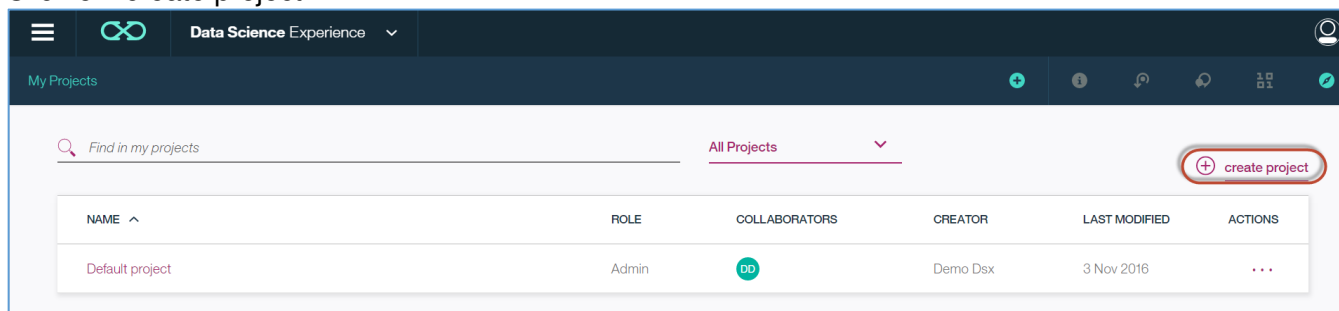 Data Science Experience
My Projects
Find in my projects
All Projects
create project
NAME ROLE COLLABORATORS CREATOR LAST MODIFIED ACTIONS
Default project Admin DD Demo Dsx 3 Nov 2016 ...